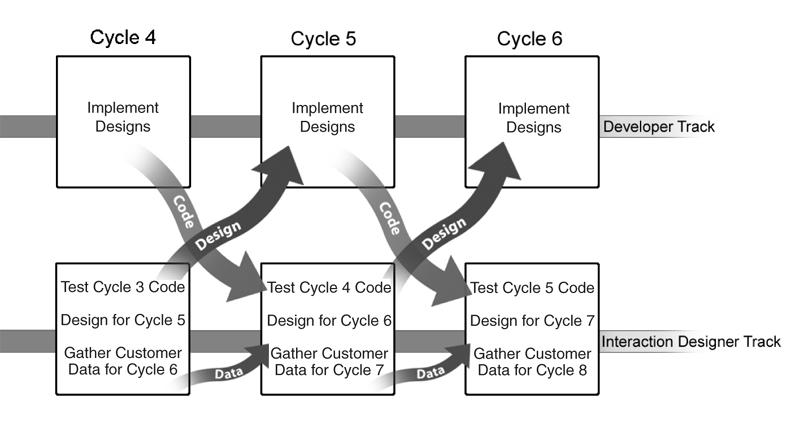 Cycle 4
Cycle 5
Cycle 6
Implement
Designs
Implement
Designs
Implement
Designs
Developer Track
Code
Design
Code
Design
Test Cycle 3 Code
Design for Cycle 5
Gather Customer
Data for Cycle 6
Data
Test Cycle 4 Code
Design for Cycle 6
Gather Customer
Data for Cycle 7
Data
Test Cycle 5 Code
Design for Cycle 7
Gather Customer
Data for Cycle 8
Interaction Designer Track